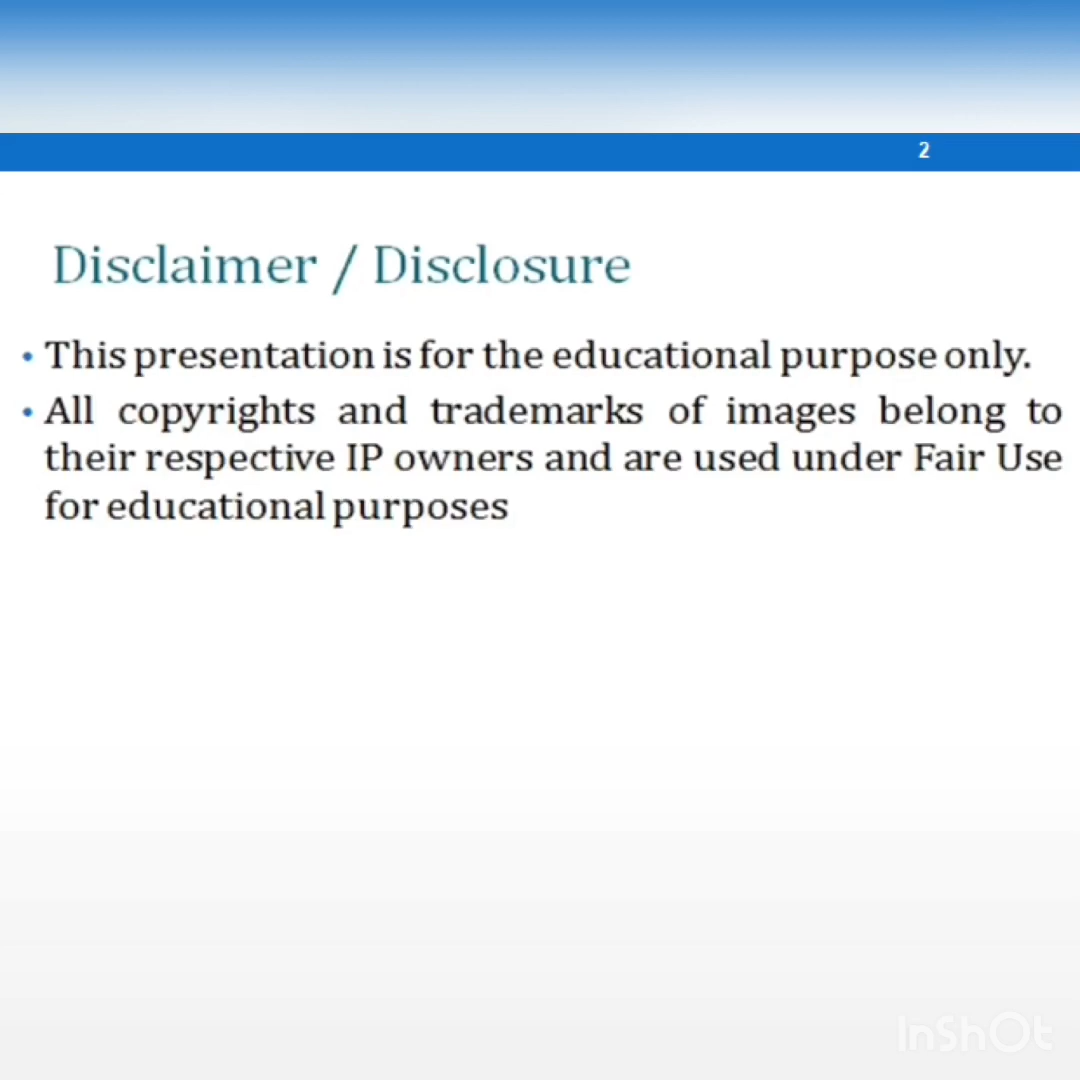 2
Disclaimer / Disclosure
• This presentation is for the educational purpose only.
• All copyrights and trademarks of images belong to
their respective IP owners and are used under Fair Use
for educational purposes
InShOt